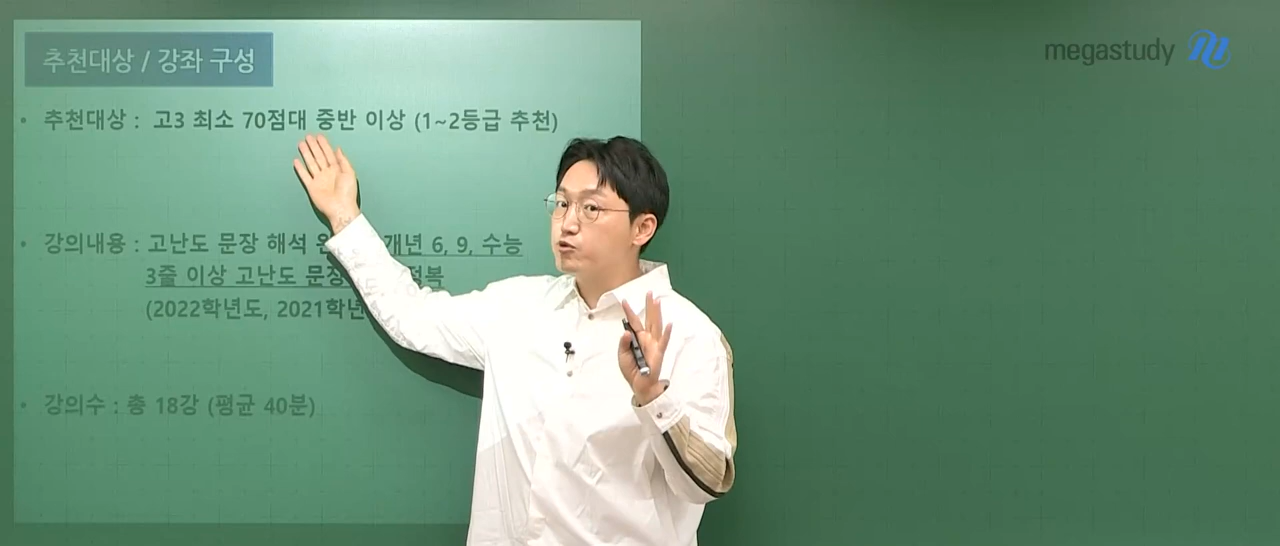 추천대상 / 강좌 구성
megastudy
• 추천대상 : 고3 최소 70점대 중반 이상 (1~2등급 추천)
• 강의내용 : 고난도 문장 해석 개년 6, 9, 수능
3줄 이상 고난도 문장
(2022학년도, 2021학년
• 강의수 : 총 18강 (평균 40분)